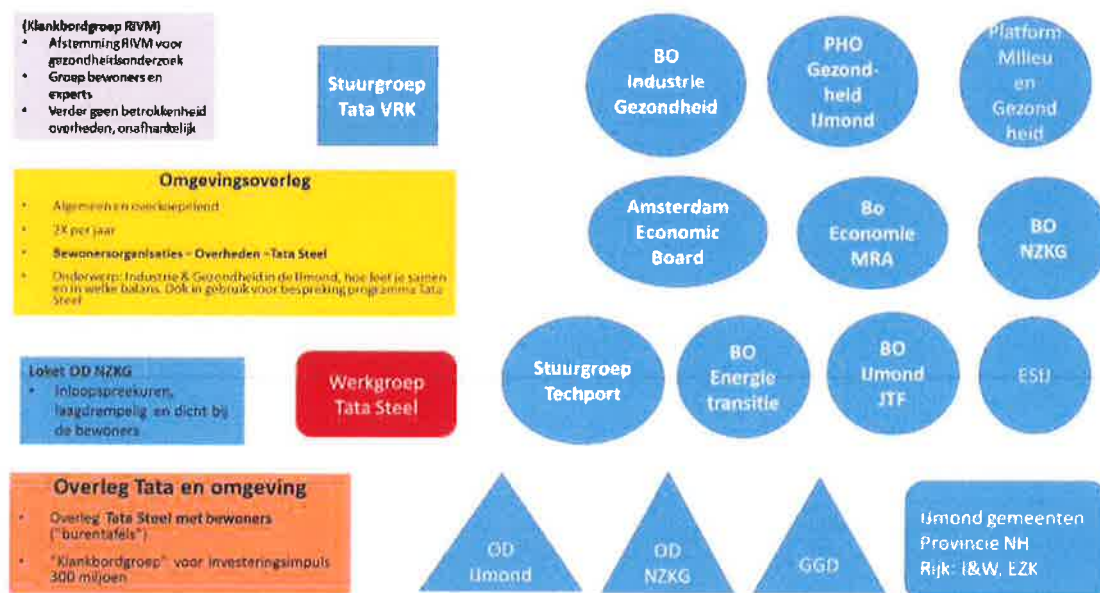 (Klankbordgroep RIVM)
• Afstemming RIVM voor
gezondheidsonderzoek
• Groep bewoners en
experts
• Verder geen betrokkenheid
overheden, onafhankelijk
Stuurgroep
Tata VRK
BO
Industrie
Gezondheid
PHO
Gezond-
heid
IJmond
Platform
Milieu
en
Gezond
heid
Omgevingsoverleg
• Algemeen en overkoepelend
• 2X per jaar
• Bewonersorganisaties – Overheden – Tata Steel
• Onderwerp: Industrie & Gezondheid in de IJmond, hoe leef je samen
en in welke balans. Ook in gebruik voor bespreking programma Tata
Steel
Amsterdam
Economic
Board
Bo
Economie
MRA
BO
NZKG
Loket OD NZKG
• Inloopspreekuren,
laagdrempelig en dicht bij
de bewoners
Werkgroep
Tata Steel
Stuurgroep
Techport
BO
Energie
transitie
BO
IJmond
JTF
ESIJ
Overleg Tata en omgeving
• Overleg Tata Steel met bewoners
("burentafels")
• "Klankbordgroep" voor investeringsimpuls
300 miljoen
OD
IJmond
OD
NZKG
GGD
IJmond gemeenten
Provincie NH
Rijk: I&W, EZK